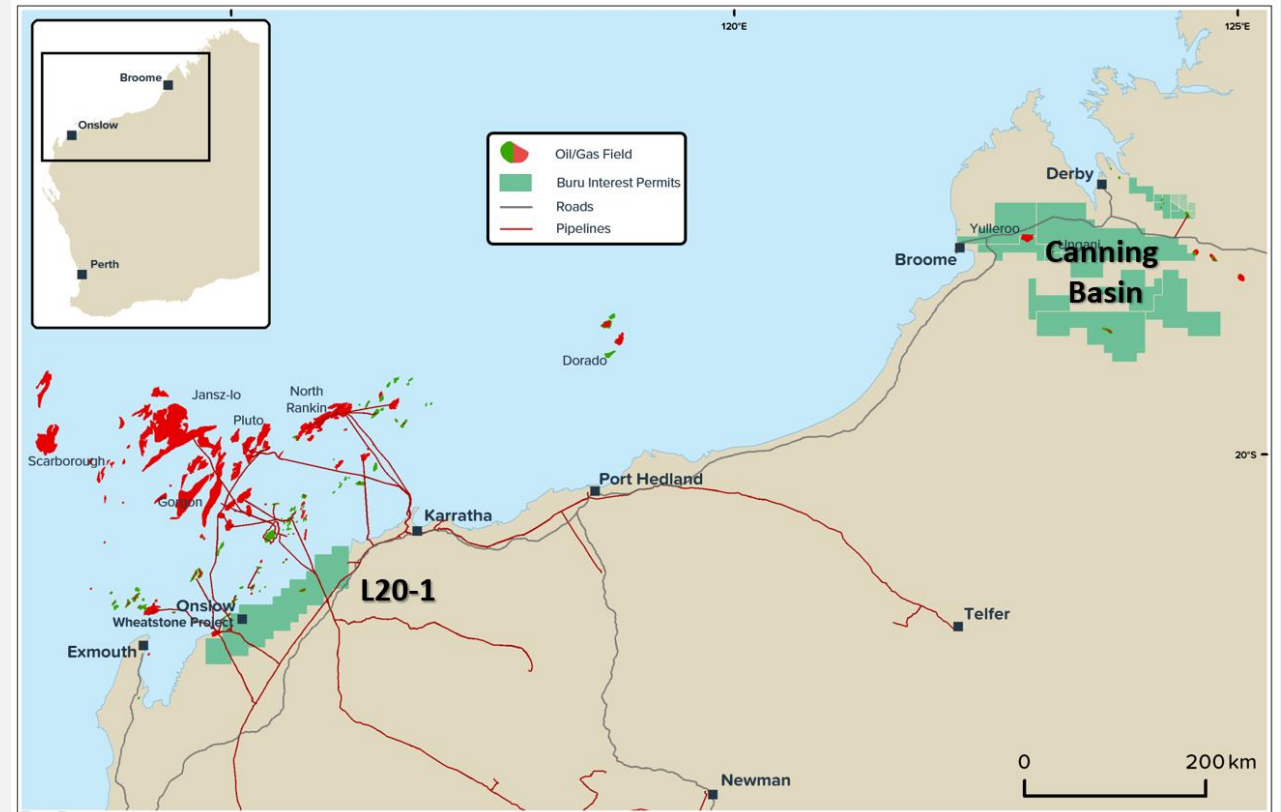 120°E
125°E
Broome
Onslow
Perth
Oil/Gas Field
Buru Interest Permits
Roads
Pipelines
Derby
Yulleroo
Ungani
Broome
Canning
Basin
Dorado
Jansz-Io
North
Rankin
Pluto
Scarborough
Gorgon
20°S
Port Hedland
Karratha
L20-1
Onslow
Wheatstone Project
Exmouth
Telfer
0
200 km
Newman